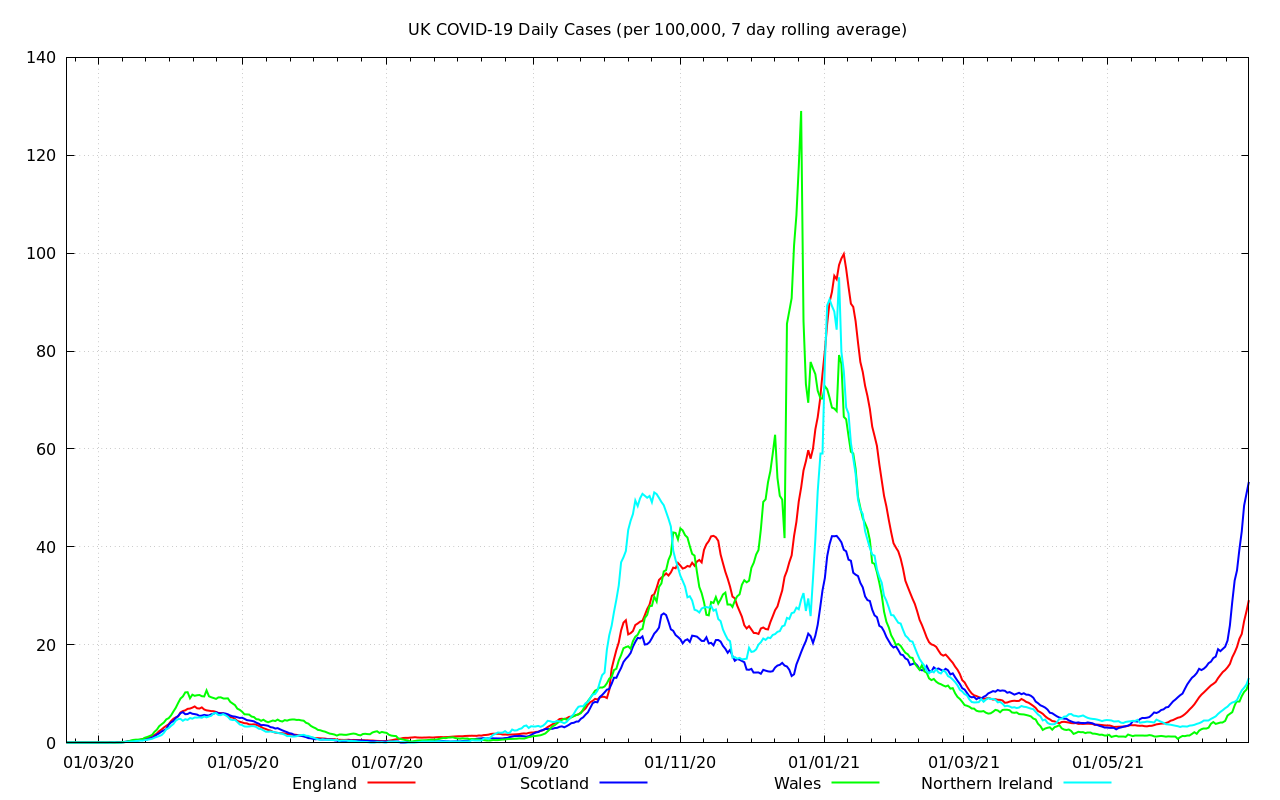 UK COVID-19 Daily Cases (per 100,000, 7 day rolling average)
140
120
100
80
60
40
20
0
01/03/20 01/05/20 01/07/20 01/09/20 01/11/20 01/01/21 01/03/21 01/05/21
England Scotland Wales Northern Ireland